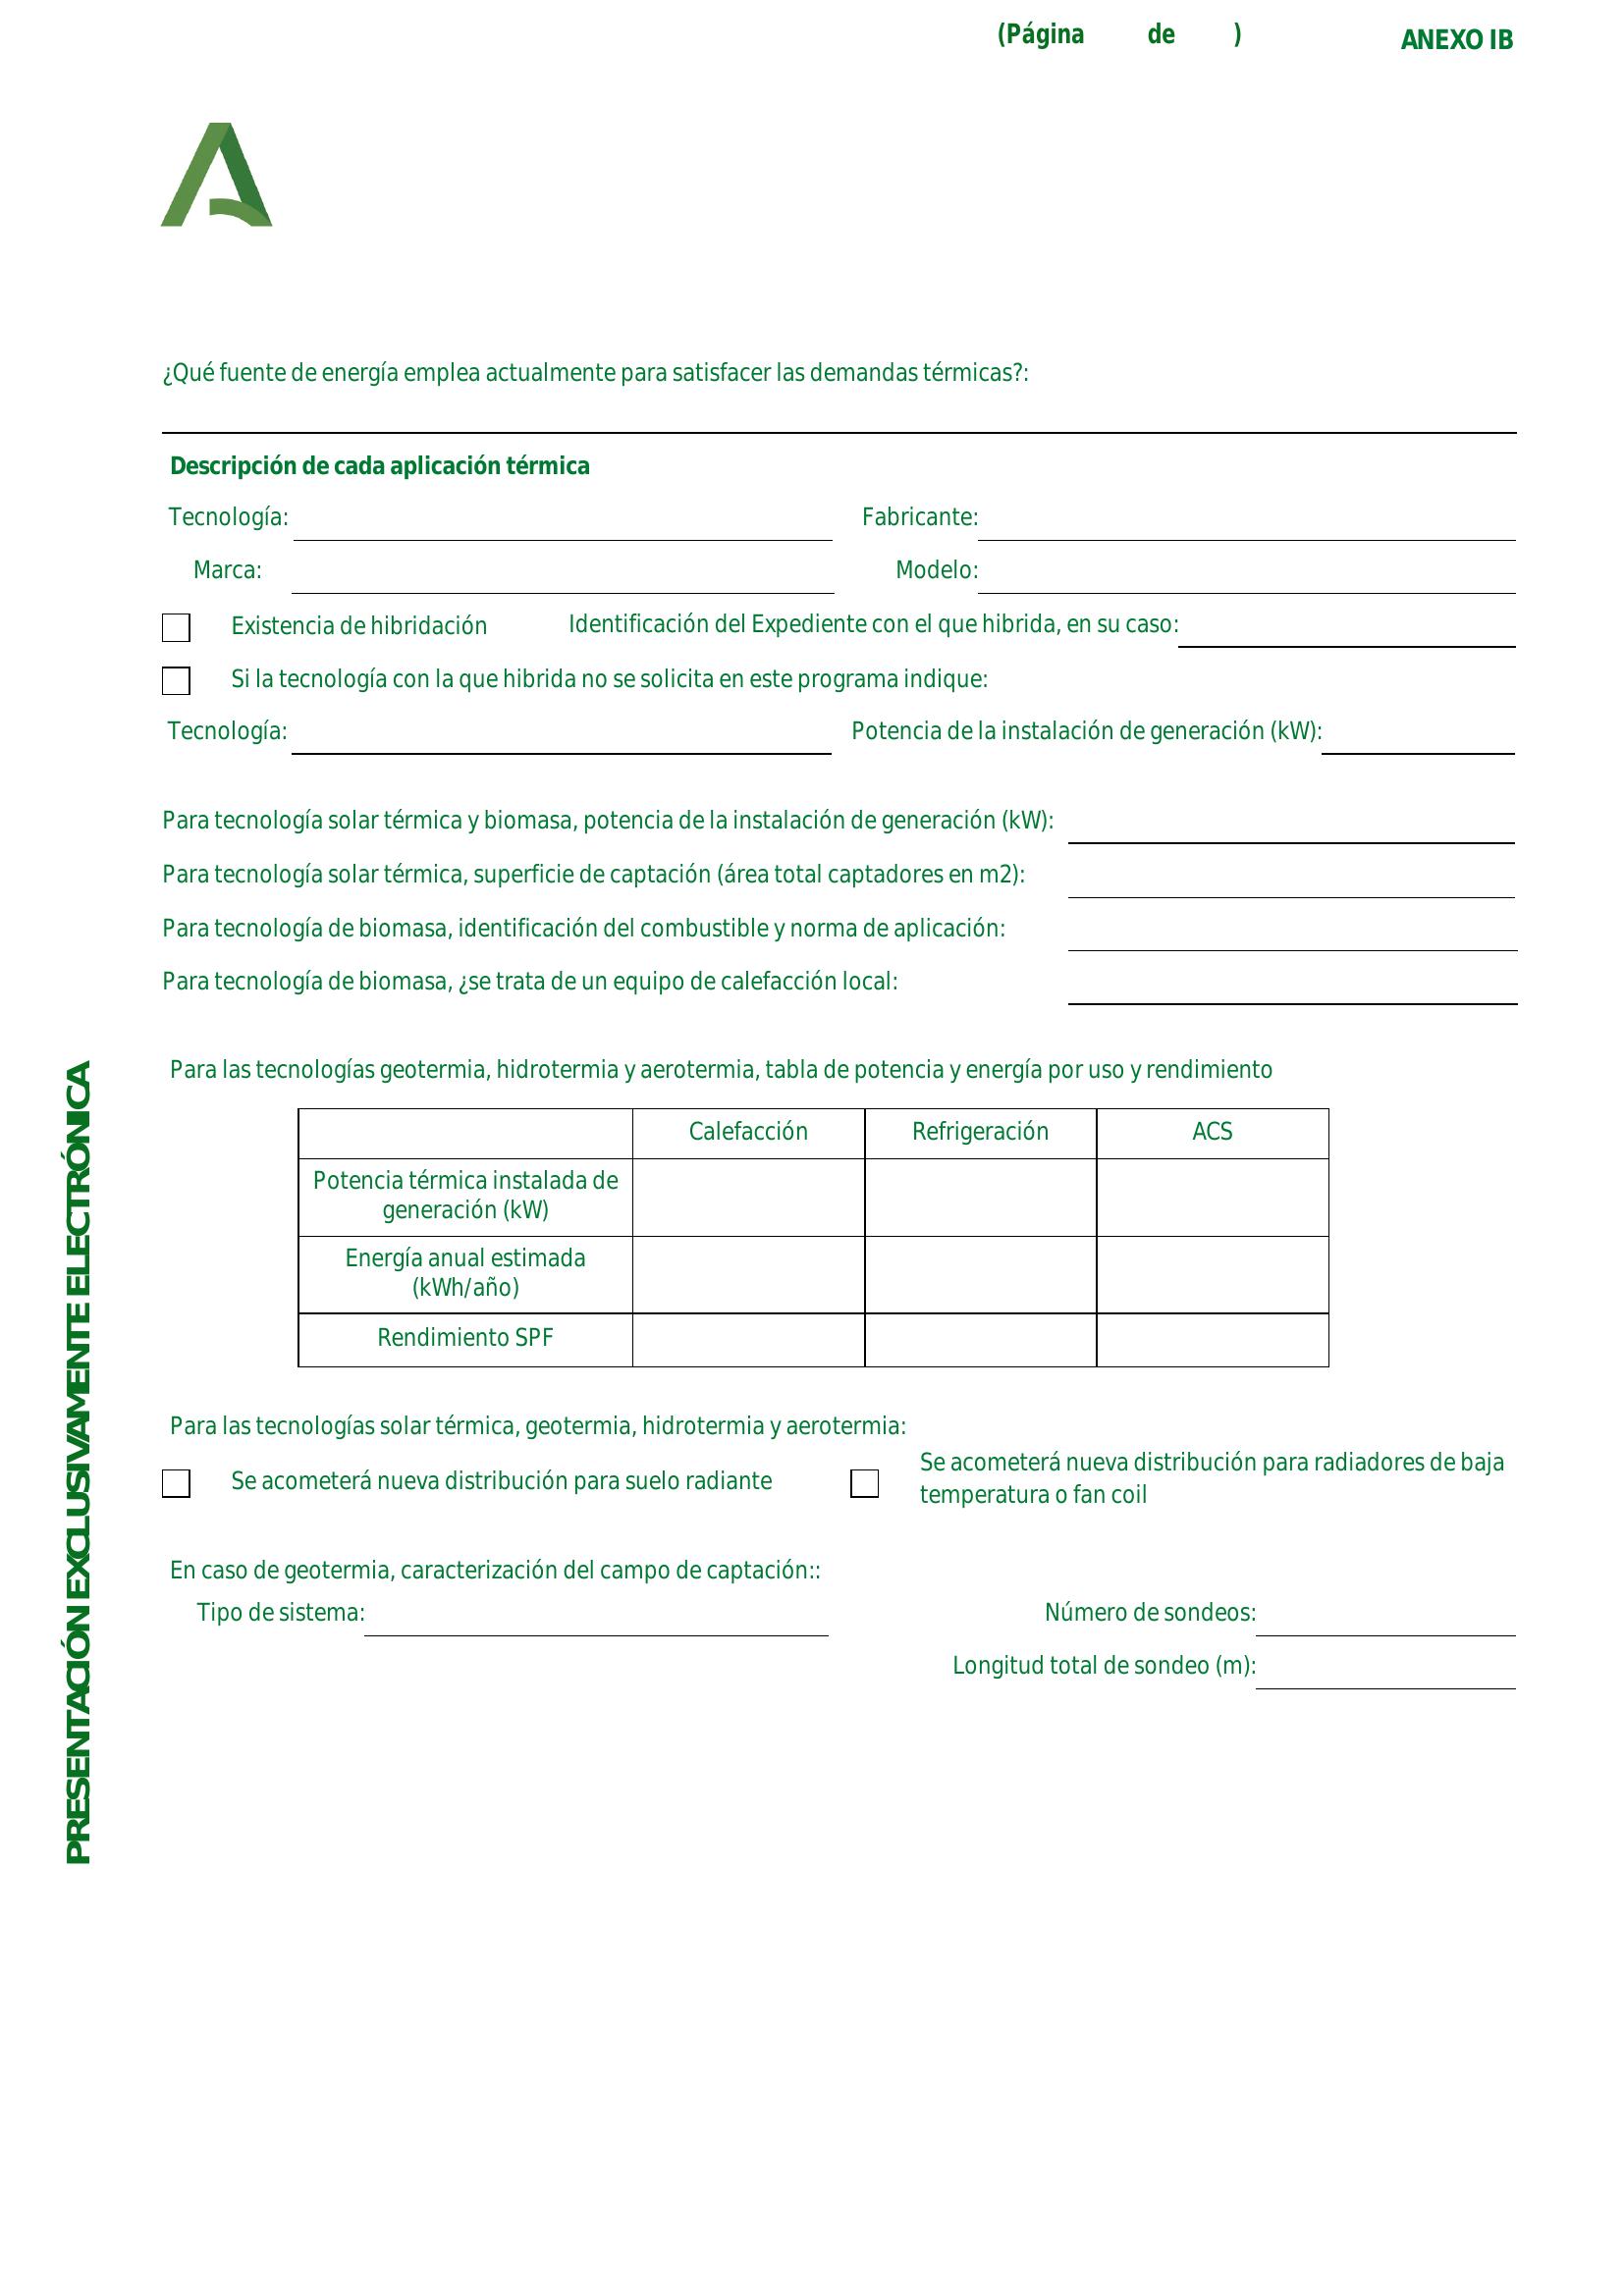 (Página de ) ANEXO IB
¿Qué fuente de energía emplea actualmente para satisfacer las demandas térmicas?:
Descripción de cada aplicación térmica
Tecnología: Fabricante:
Marca: Modelo:
Existencia de hibridación Identificación del Expediente con el que hibrida, en su caso:
Si la tecnología con la que hibrida no se solicita en este programa indique:
Tecnología: Potencia de la instalación de generación (kW):
Para tecnología solar térmica y biomasa, potencia de la instalación de generación (kW):
Para tecnología solar térmica, superficie de captación (área total captadores en m2):
Para tecnología de biomasa, identificación del combustible y norma de aplicación:
Para tecnología de biomasa, ¿se trata de un equipo de calefacción local:
Para las tecnologías geotermia, hidrotermia y aerotermia, tabla de potencia y energía por uso y rendimiento
Calefacción Refrigeración ACS
Potencia térmica instalada de
generación (kW)
Energía anual estimada
(kWh/año)
Rendimiento SPF
Para las tecnologías solar térmica, geotermia, hidrotermia y aerotermia:
Se acometerá nueva distribución para suelo radiante
Se acometerá nueva distribución para radiadores de baja
temperatura o fan coil
En caso de geotermia, caracterización del campo de captación::
Tipo de sistema: Número de sondeos:
Longitud total de sondeo (m):
PRESENTACIÓN EXCLUSIVAMENTE ELECTRÓNICA